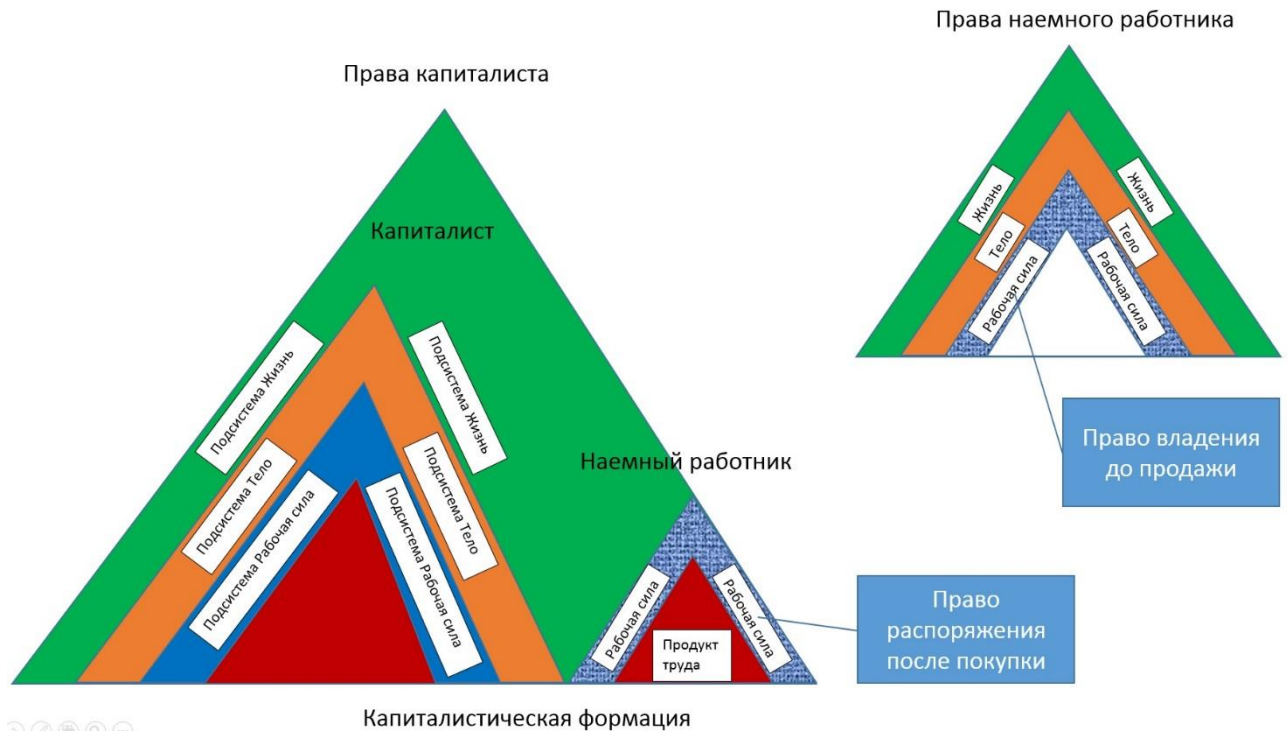 Права наемного работника
Права капиталиста
Жизнь
Жизнь
Тело
Тело
Рабочая сила
Рабочая сила
Капиталист
Подсистема Жизнь
Подсистема Жизнь
Подсистема Тело
Подсистема Тело
Подсистема Рабочая сила
Подсистема Рабочая сила
Наемный работник
Рабочая сила
Рабочая сила
Продукт
труда
Право владения
до продажи
Право
распоряжения
после покупки
Капиталистическая формация